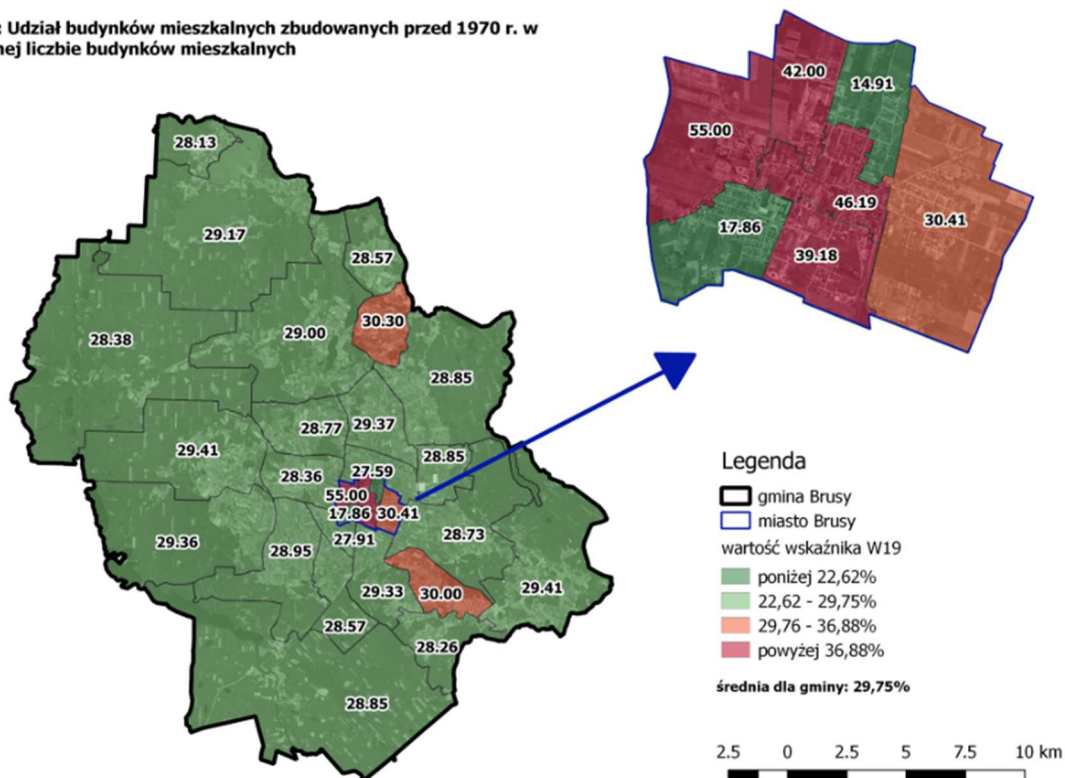 : Udział budynków mieszkalnych zbudowanych przed 1970 r. w
nej liczbie budynków mieszkalnych
42.00
14.91
55.00
46.19
30.41
17.86
39.18
28.13
29.17
28.57
30.30
29.00
28.38
28.85
28.77
29.37
29.41
28.85
27.59
28.36
55.00
17.86
30.41
27.91
28.73
29.36
28.95
29.33
30.00
29.41
28.57
28.26
28.85
Legenda
gmina Brusy
miasto Brusy
wartość wskaźnika W19
poniżej 22,62%
22,62 - 29,75%
29,76 - 36,88%
powyżej 36,88%
średnia dla gminy: 29,75%
2.5 0 2.5 5 7.5 10 km